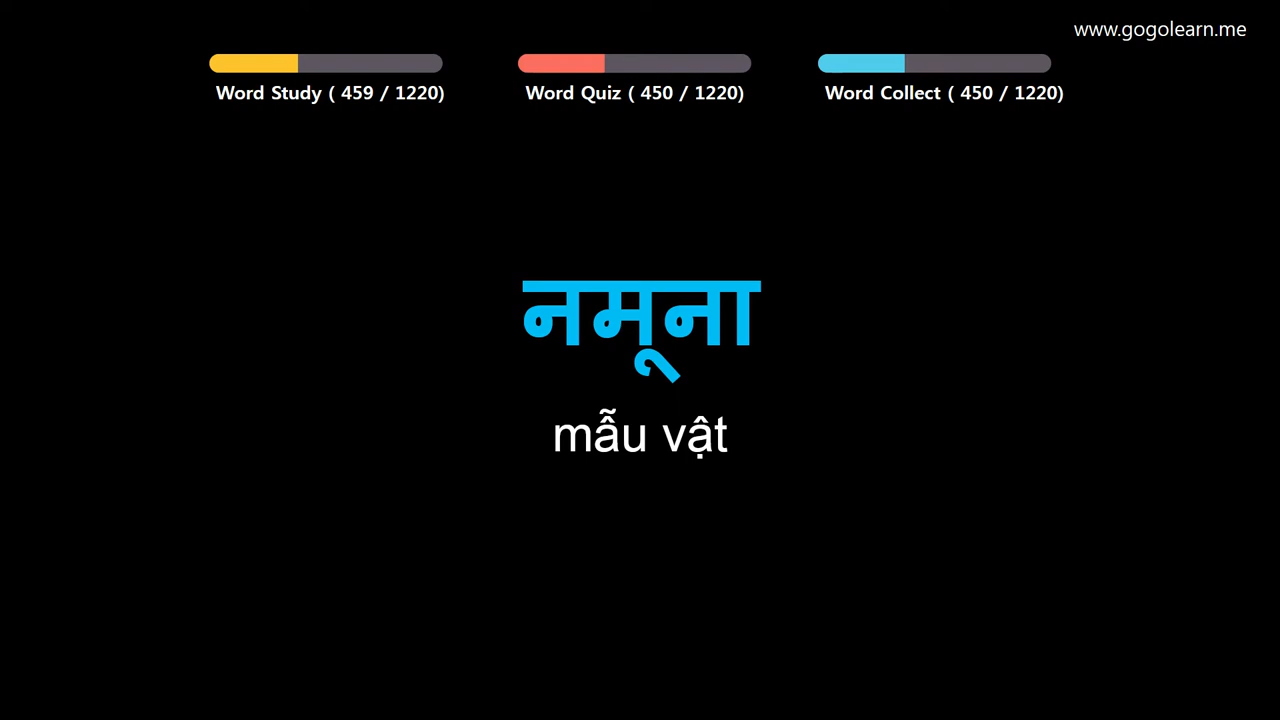 www.gogolearn.me
Word Study ( 459 / 1220) Word Quiz ( 450 / 1220) Word Collect ( 450 / 1220)
नमूना
mẫu vật